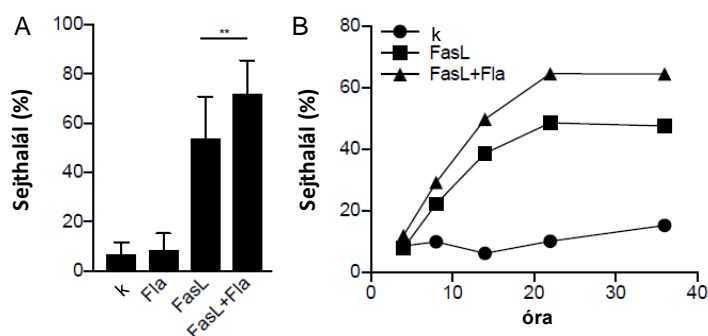 A
Sejthalál (%)
100
80
60
40
20
0
**
k
Fla
FasL
FasL+Fla
B
Sejthalál (%)
80
60
40
20
0
k
FasL
FasL+Fla
0 10 20 30 40
óra